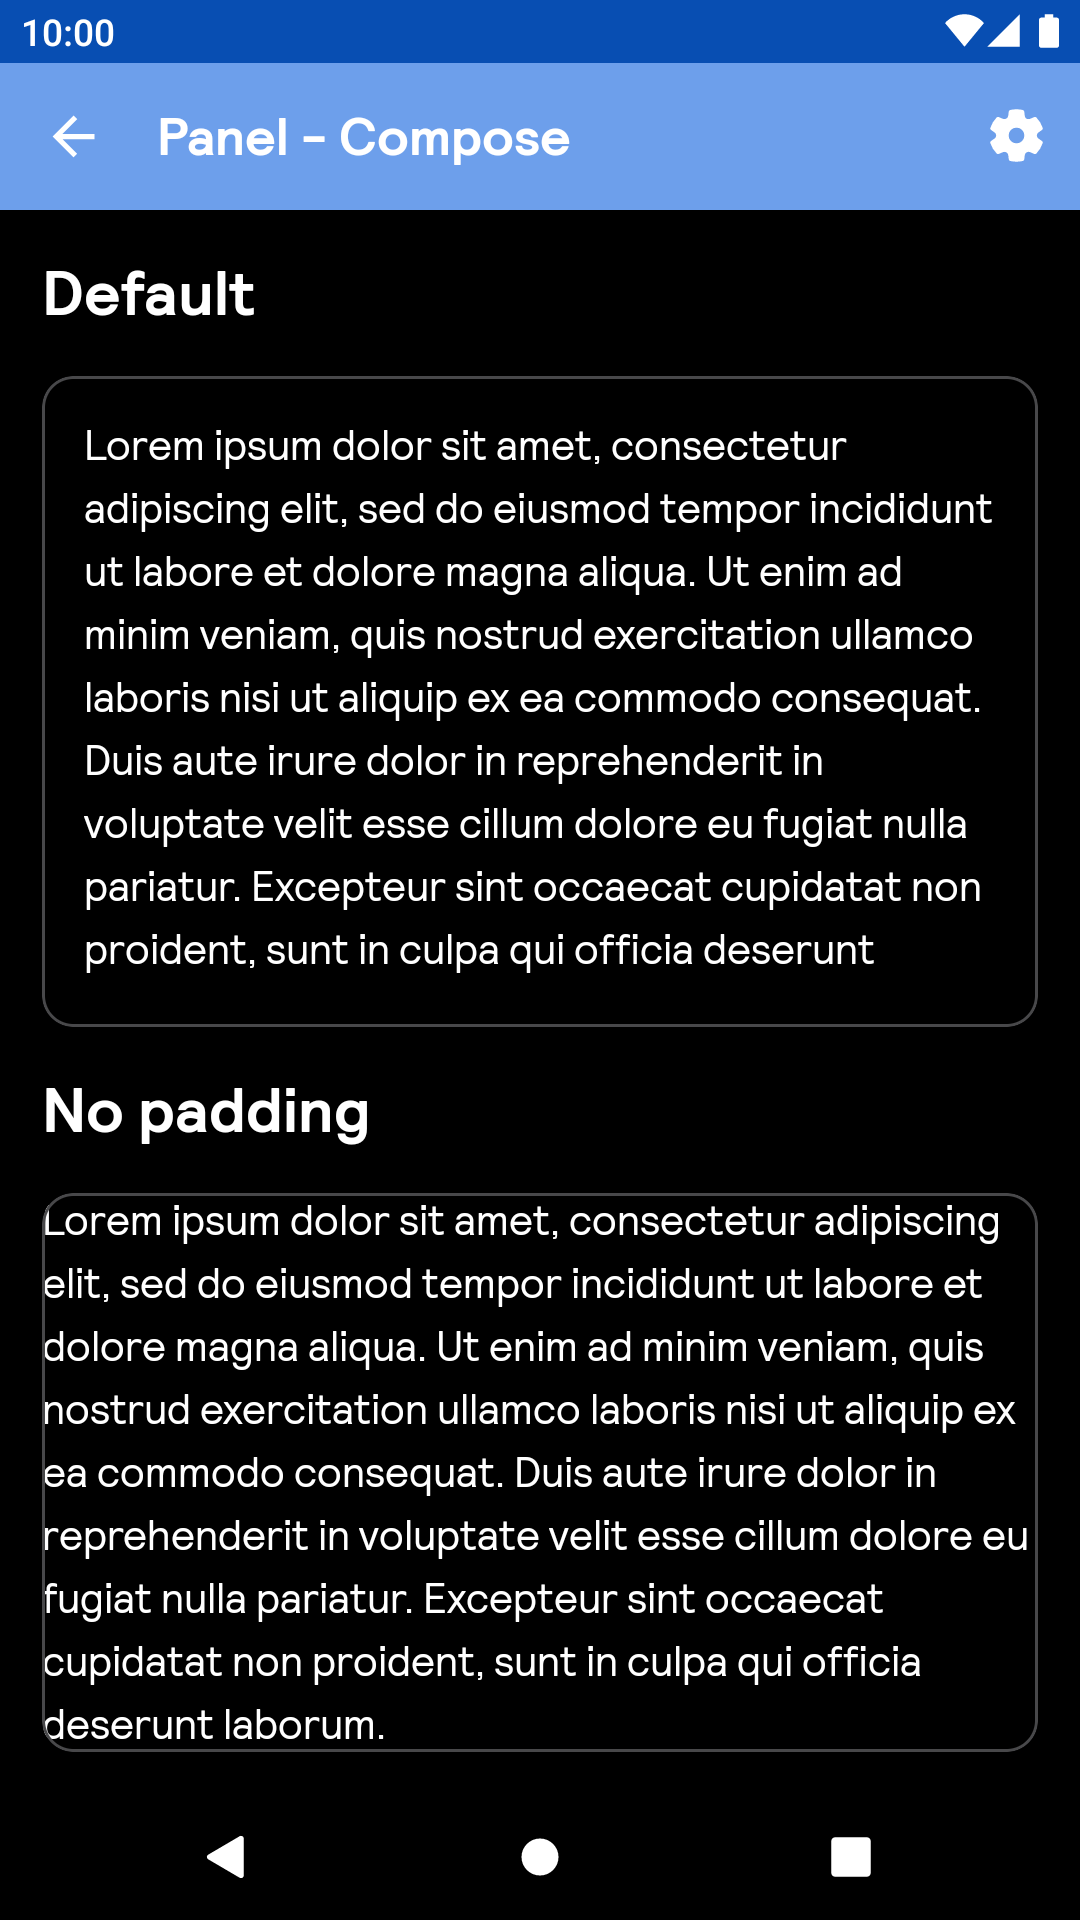 10:00
Panel - Compose
Default
Lorem ipsum dolor sit amet, consectetur
adipiscing elit, sed do eiusmod tempor incididunt
ut labore et dolore magna aliqua. Ut enim ad
minim veniam, quis nostrud exercitation ullamco
laboris nisi ut aliquip ex ea commodo consequat.
Duis aute irure dolor in reprehenderit in
voluptate velit esse cillum dolore eu fugiat nulla
pariatur. Excepteur sint occaecat cupidatat non
proident, sunt in culpa qui officia deserunt
No padding
Lorem ipsum dolor sit amet, consectetur adipiscing
elit, sed do eiusmod tempor incididunt ut labore et
dolore magna aliqua. Ut enim ad minim veniam, quis
nostrud exercitation ullamco laboris nisi ut aliquip ex
ea commodo consequat. Duis aute irure dolor in
reprehenderit in voluptate velit esse cillum dolore eu
fugiat nulla pariatur. Excepteur sint occaecat
cupidatat non proident, sunt in culpa qui officia
deserunt laborum.